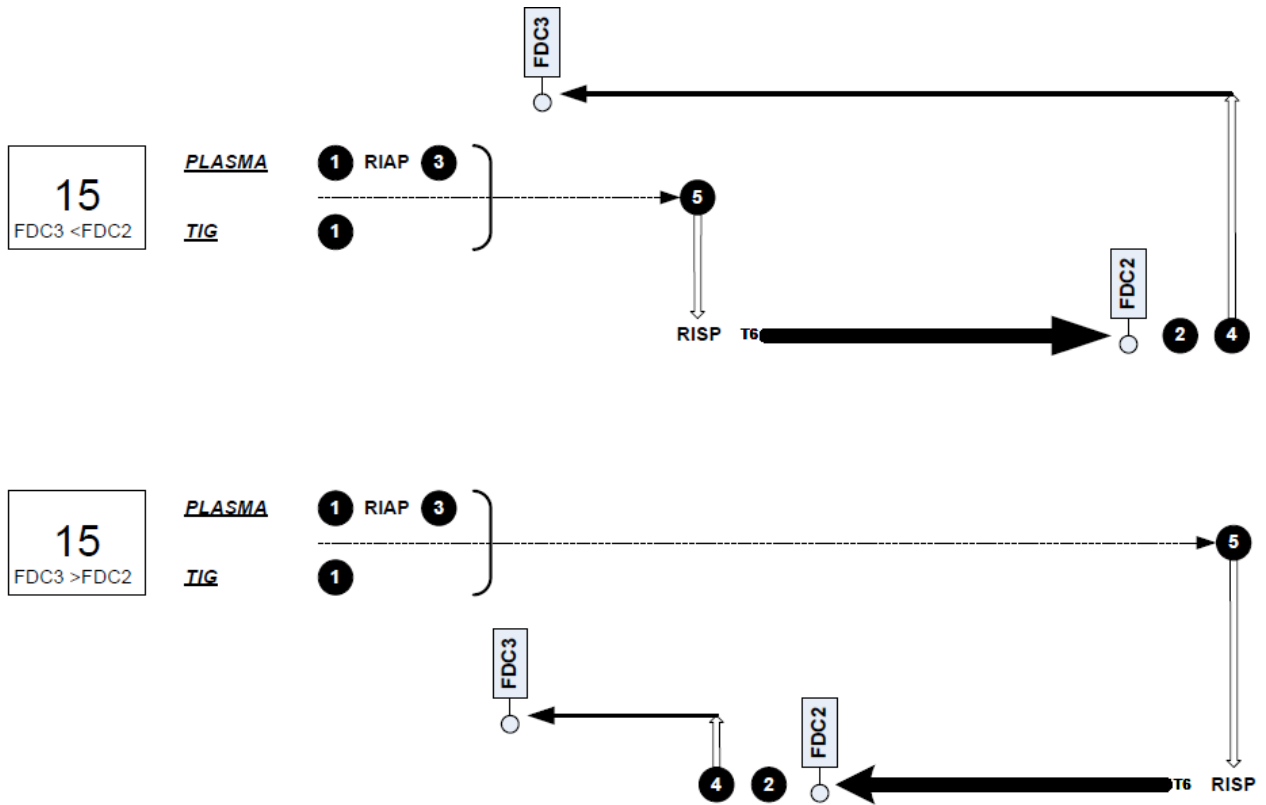 FDC3
PLASMA 1 RIAP 3
15
FDC3 <FDC2
5
TIG 1
FDC2
RISP T6 2 4
PLASMA 1 RIAP 3
15
FDC3 >FDC2
5
TIG 1
FDC3
FDC2
4 2 T6 RISP